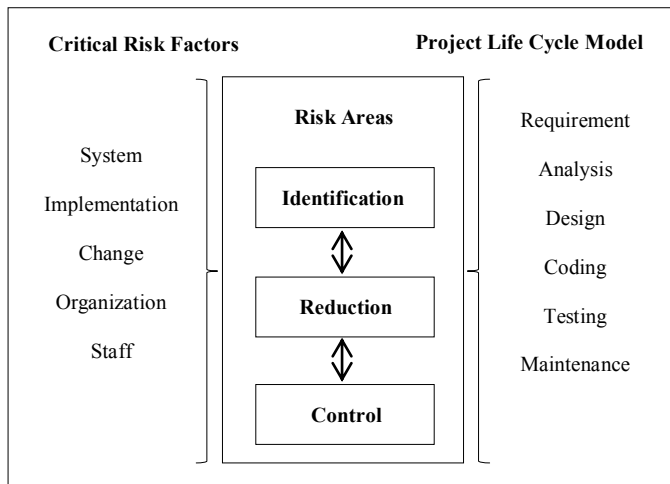 Critical Risk Factors
System
Implementation
Change
Organization
Staff
Risk Areas
Identification
Reduction
Control
Project Life Cycle Model
Requirement
Analysis
Design
Coding
Testing
Maintenance